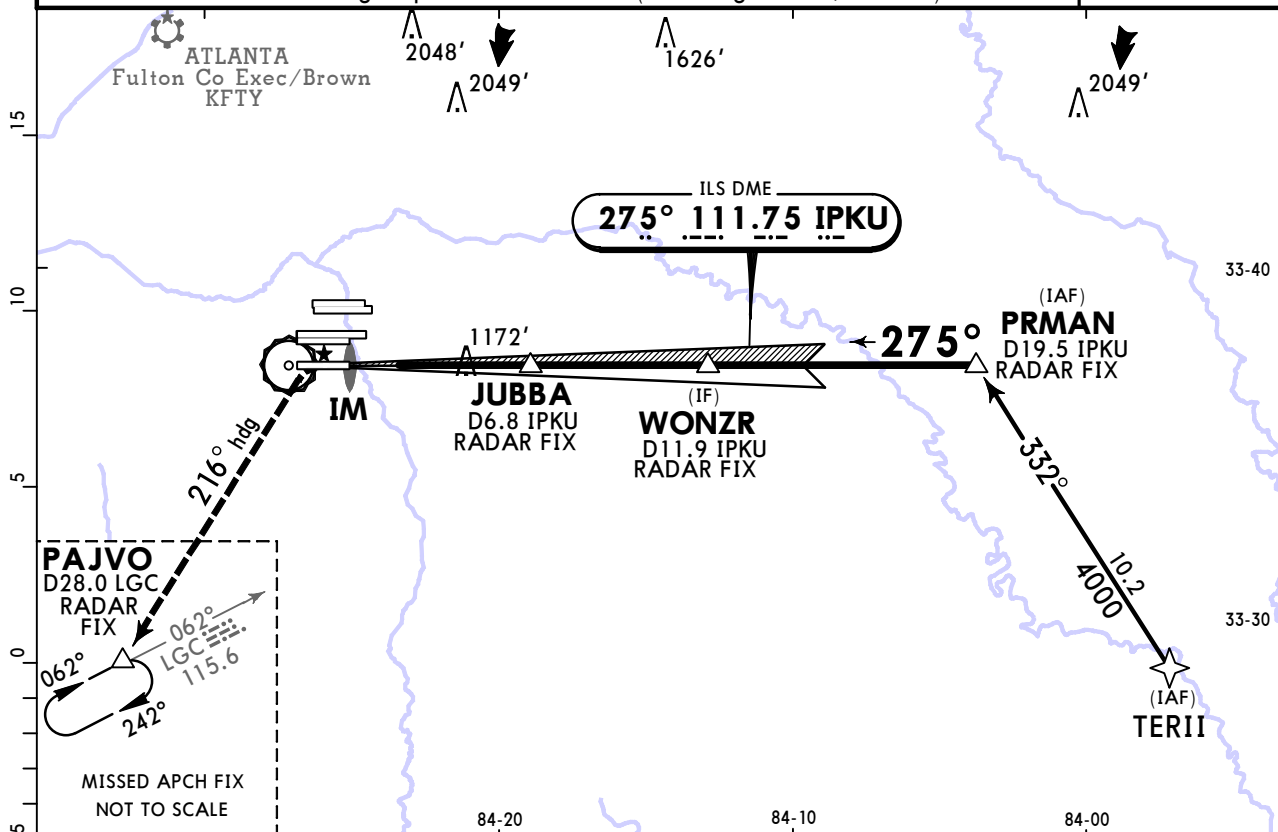 ATLANTA
Fulton Co Exec/Brown
KFTY
2048'
2049'
1626'
2049'
15
10
5
0
5
ILS DME
275° 111.75 IPKU
33-40
(IAF)
PRMAN
D19.5 IPKU
RADAR FIX
275°
1172'
JUBBA
D6.8 IPKU
RADAR FIX
(IF)
WONZR
D11.9 IPKU
RADAR FIX
IM
216° hdg
332°
10.2
4000
33-30
(IAF)
TERII
PAJVO
D28.0 LGC
RADAR
FIX
062°
LGC
115.6
062°
242°
MISSED APCH FIX
NOT TO SCALE
84-20
84-10
84-00